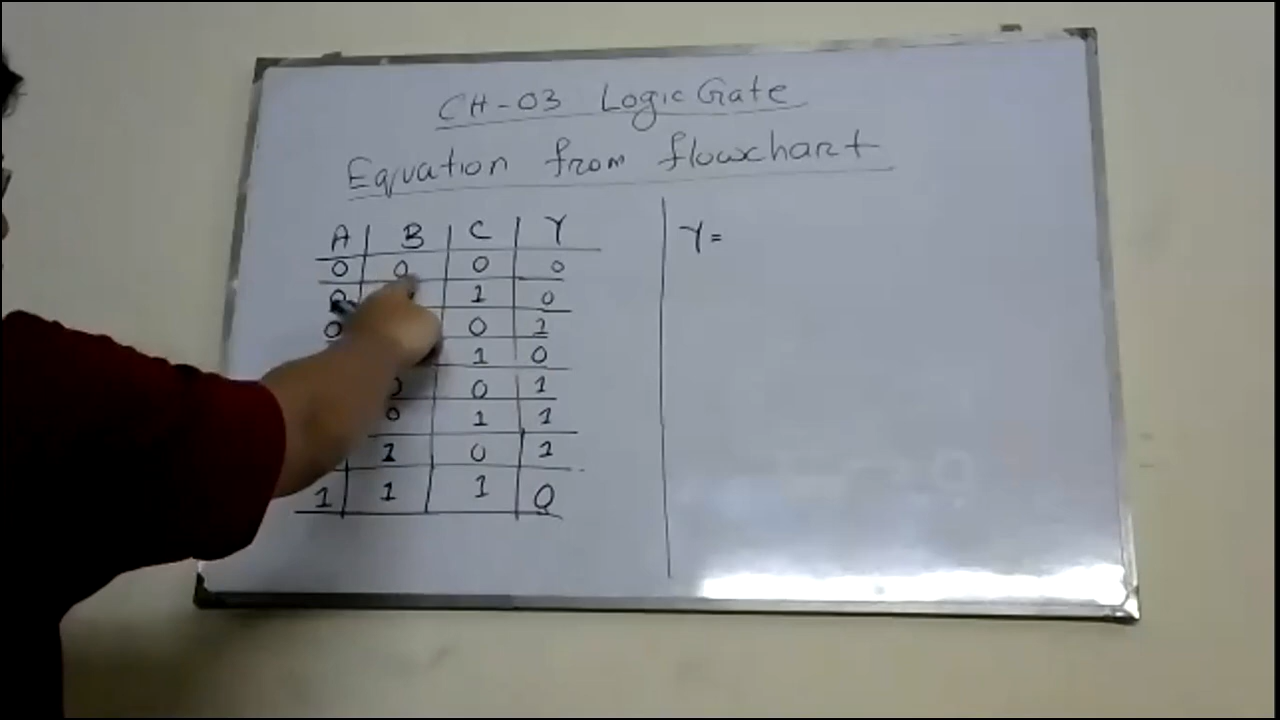 CH-03 Logic Gate
Equation from flowchart
A B C Y
0 0 0 0
0 1 0
0 0 1
1 0
0 0 1
0 1 1
1 0 1
1 1 1 0
Y=